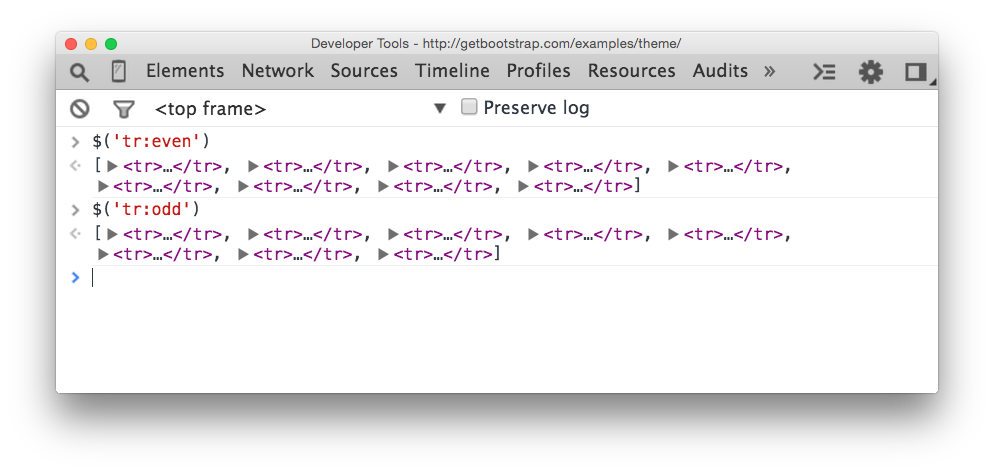 Developer Tools - http://getbootstrap.com/examples/theme/
Elements Network Sources Timeline Profiles Resources Audits »
<top frame> ▼ Preserve log
> $('tr:even')
[▶<tr>…</tr>, ▶<tr>…</tr>, ▶<tr>…</tr>, ▶<tr>…</tr>, ▶<tr>…</tr>,
▶<tr>…</tr>, ▶<tr>…</tr>, ▶<tr>…</tr>, ▶<tr>…</tr>]
> $('tr:odd')
[▶<tr>…</tr>, ▶<tr>…</tr>, ▶<tr>…</tr>, ▶<tr>…</tr>, ▶<tr>…</tr>,
▶<tr>…</tr>, ▶<tr>…</tr>, ▶<tr>…</tr>]
>